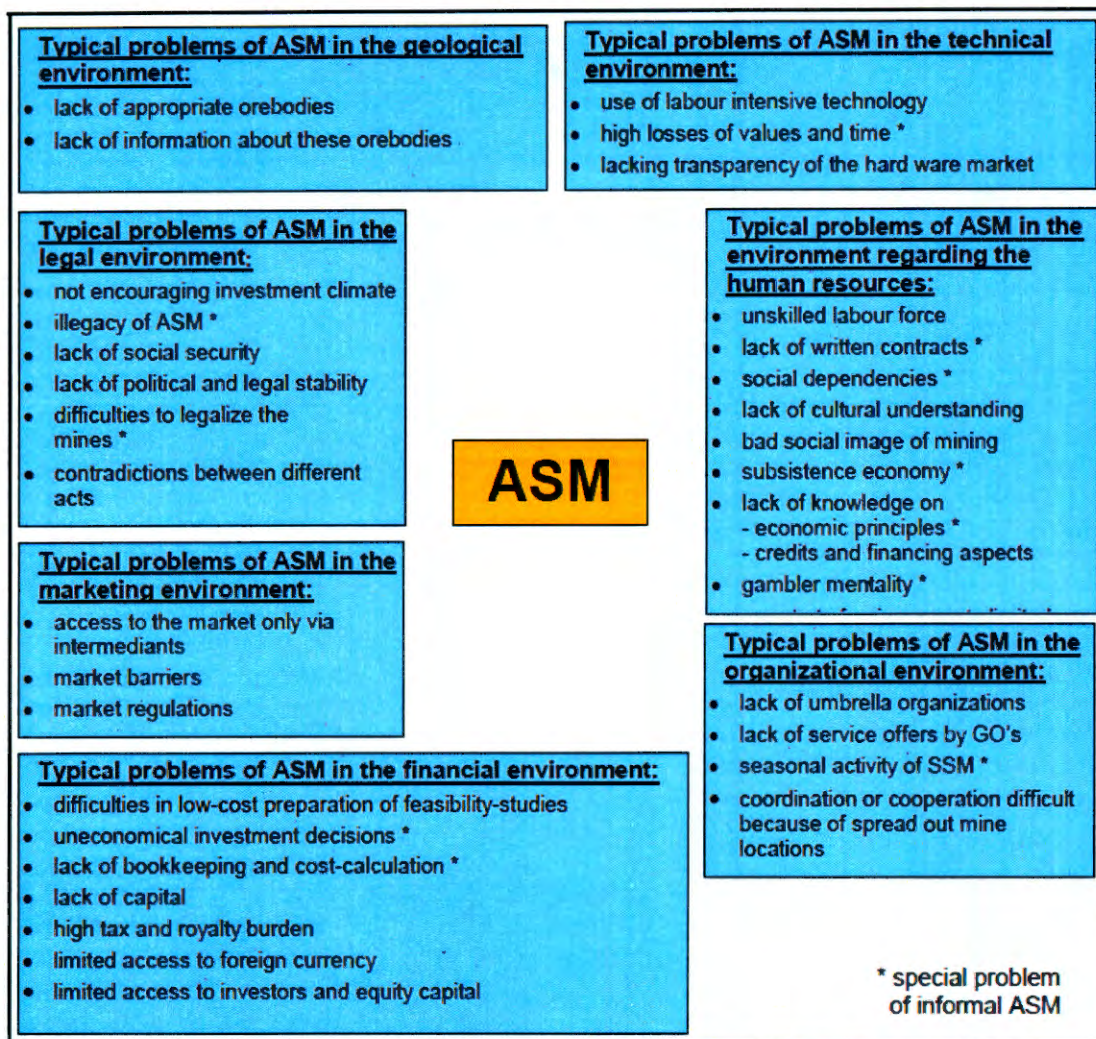 Typical problems of ASM in the geological
environment:
• lack of appropriate orebodies
• lack of information about these orebodies
Typical problems of ASM in the technical
environment:
• use of labour intensive technology
• high losses of values and time *
• lacking transparency of the hard ware market
Typical problems of ASM in the
legal environment:
• not encouraging investment climate
• illegacy of ASM *
• lack of social security
• lack of political and legal stability
• difficulties to legalize the
mines *
• contradictions between different
acts
Typical problems of ASM in the
environment regarding the
human resources:
• unskilled labour force
• lack of written contracts *
• social dependencies *
• lack of cultural understanding
• bad social image of mining
• subsistence economy *
• lack of knowledge on
- economic principles *
- credits and financing aspects
• gambler mentality *
ASM
Typical problems of ASM in the
marketing environment:
• access to the market only via
intermediants
• market barriers
• market regulations
Typical problems of ASM in the
organizational environment:
• lack of umbrella organizations
• lack of service offers by GO's
• seasonal activity of SSM *
• coordination or cooperation difficult
because of spread out mine
locations
Typical problems of ASM in the financial environment:
• difficulties in low-cost preparation of feasibility-studies
• uneconomical investment decisions *
• lack of bookkeeping and cost-calculation *
• lack of capital
• high tax and royalty burden
• limited access to foreign currency
• limited access to investors and equity capital
* special problem
of informal ASM